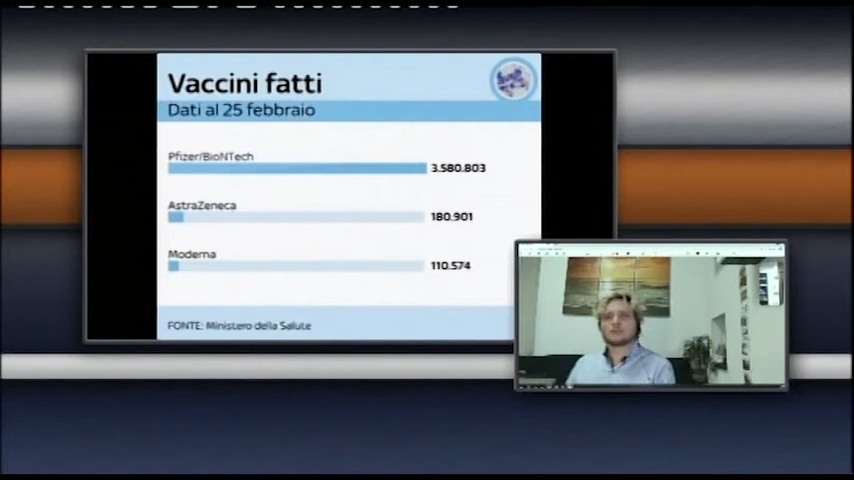 Vaccini fatti
Dati al 25 febbraio
Pfizer/BioNTech
3.580.803
AstraZeneca
180.901
Moderna
110.574
FONTE: Ministero della Salute